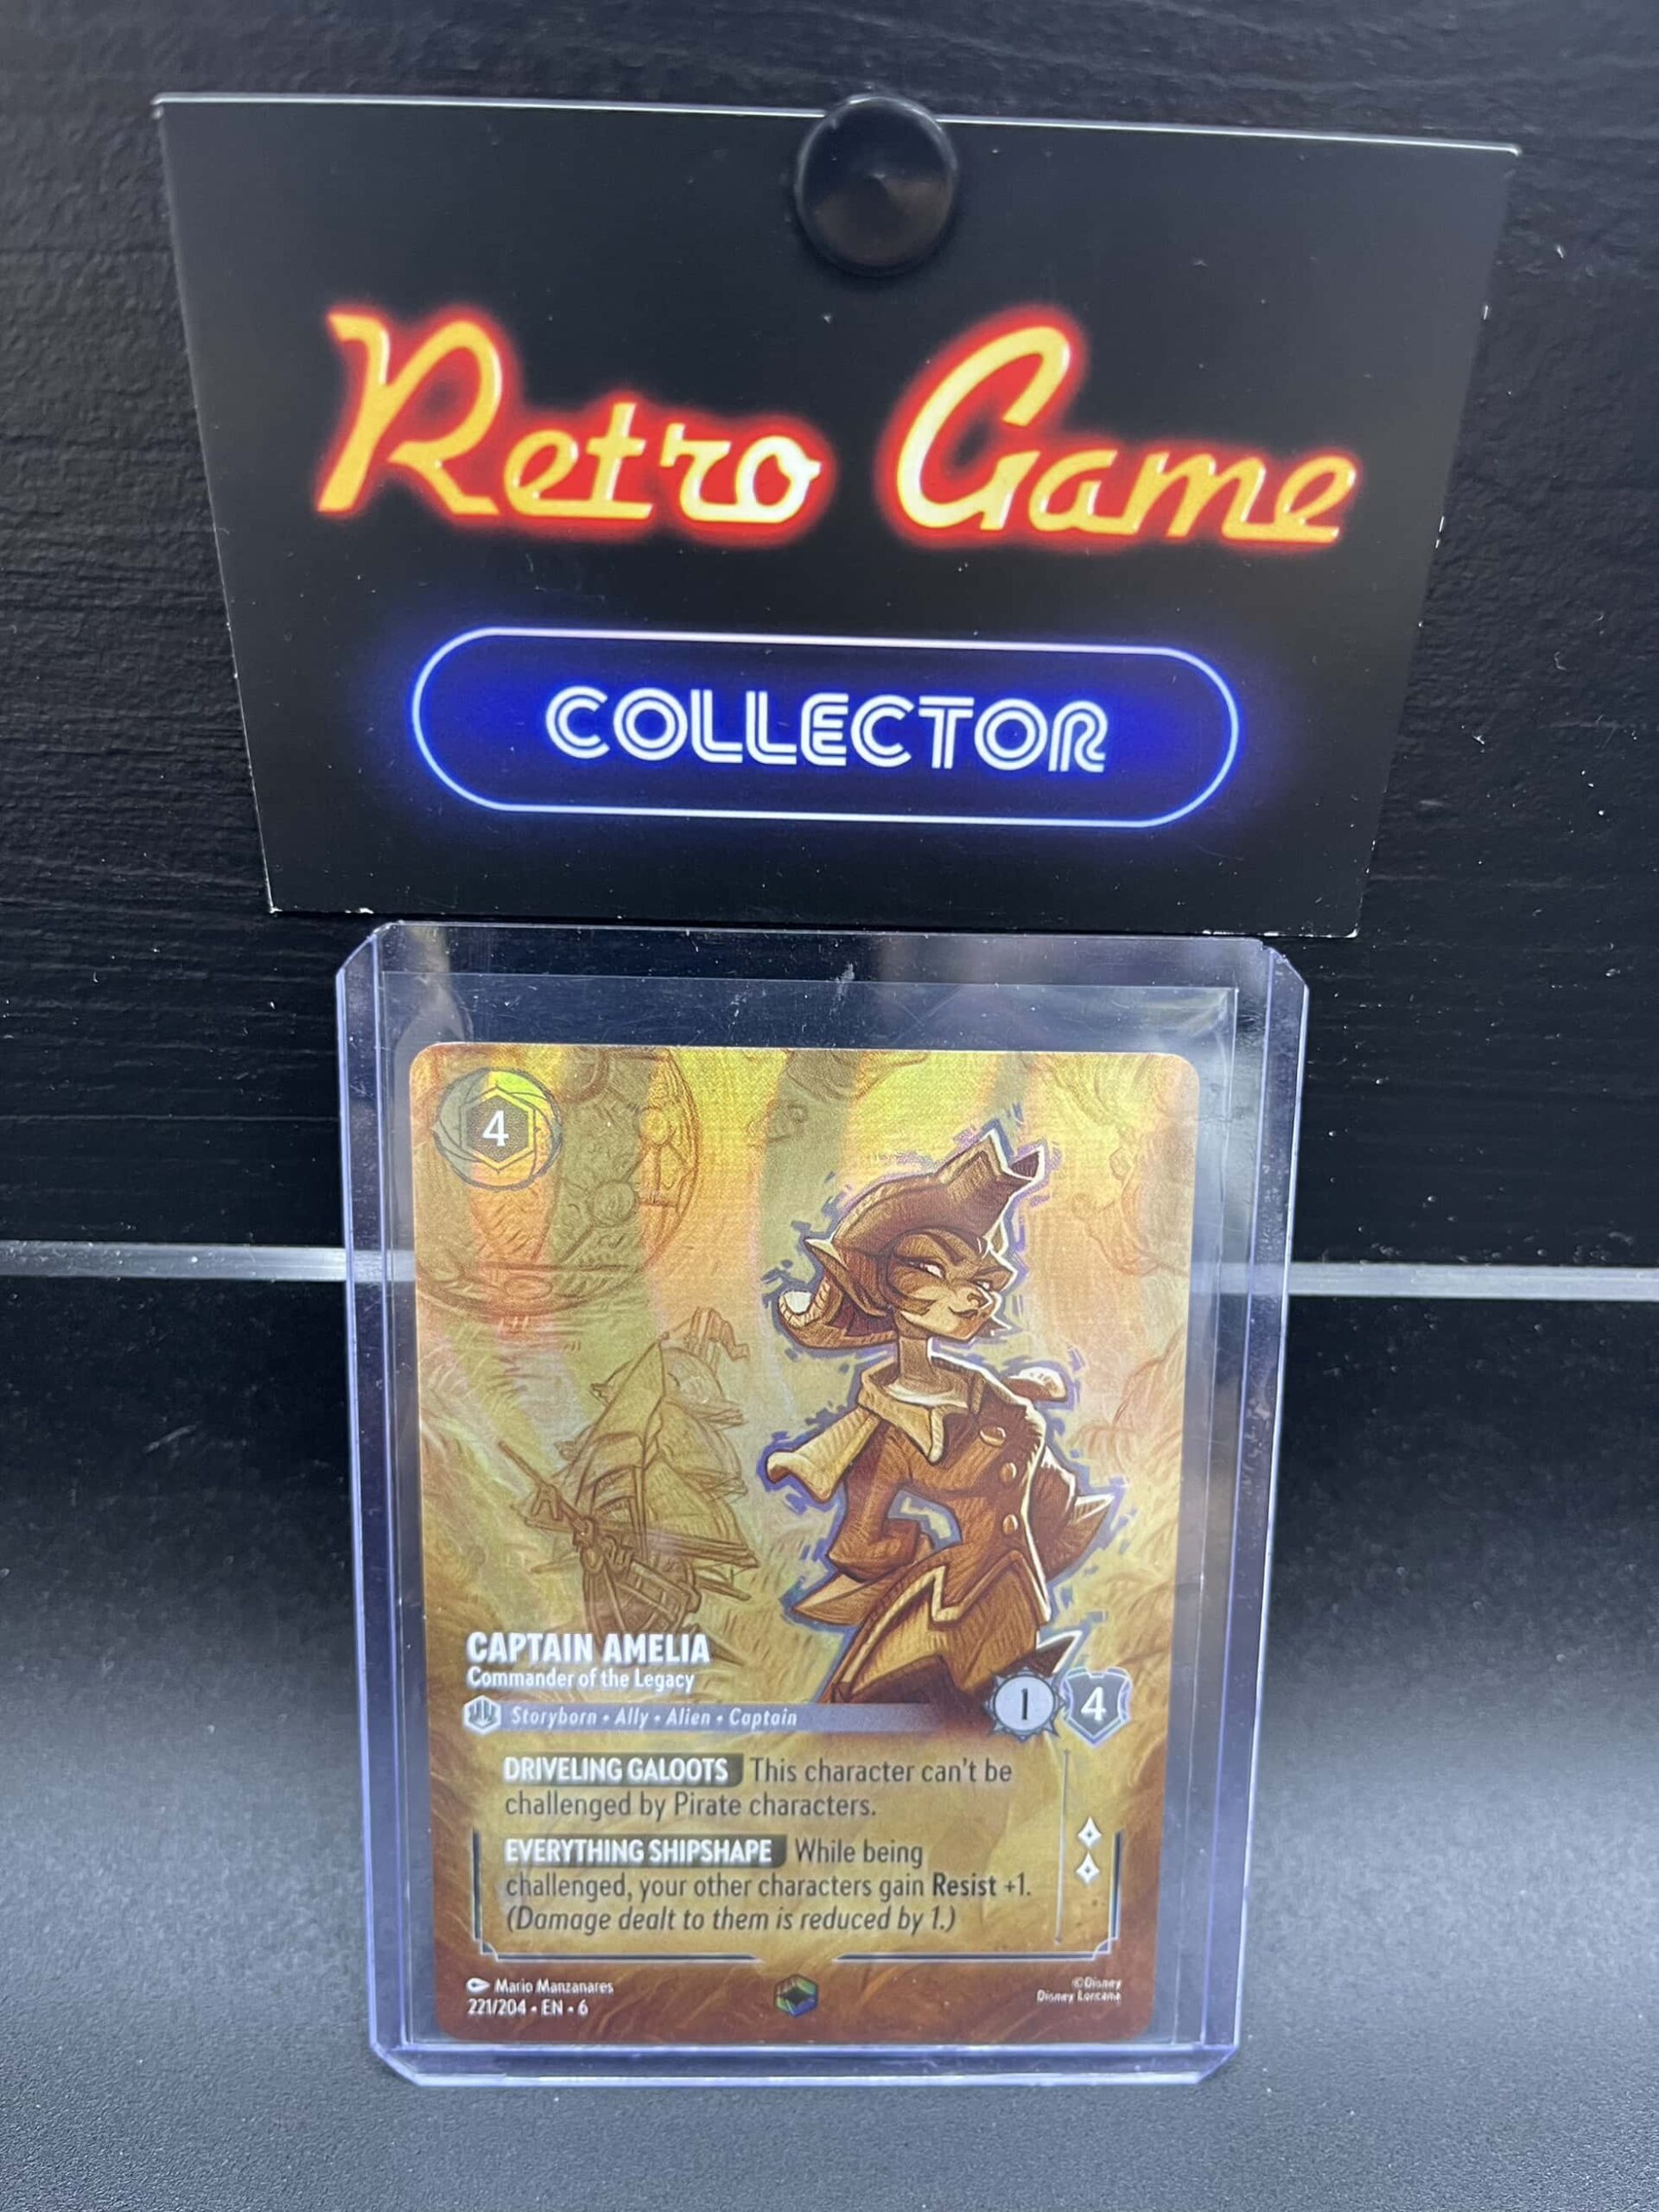 Retro Game
COLLECTOR
4
CAPTAIN AMELIA
Commander of the Legacy
Storyborn • Ally • Alien • Captain
1 4
DRIVELING GALOOTS This character can't be
challenged by Pirate characters.
EVERYTHING SHIPSHAPE While being
challenged, your other characters gain Resist +1.
(Damage dealt to them is reduced by 1.)
Mario Manzanares
221/204 • EN • 6
©Disney
Disney Lorcana